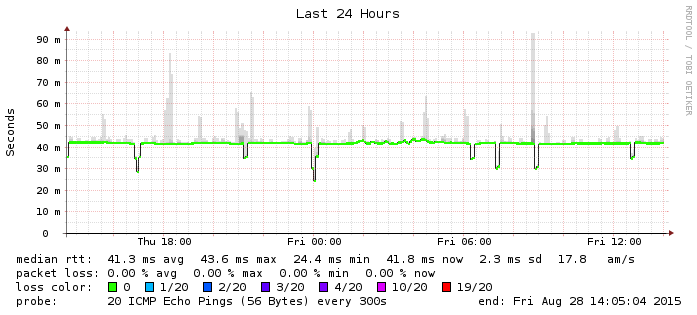 Last 24 Hours
RRDTOOL / TOBI OETIKER
Seconds
90 m
80 m
70 m
60 m
50 m
40 m
30 m
20 m
10 m
0
Thu 18:00 Fri 00:00 Fri 06:00 Fri 12:00
median rtt: 41.3 ms avg 43.6 ms max 24.4 ms min 41.8 ms now 2.3 ms sd 17.8 am/s
packet loss: 0.00 % avg 0.00 % max 0.00 % min 0.00 % now
loss color: 0 1/20 2/20 3/20 4/20 10/20 19/20
probe: 20 ICMP Echo Pings (56 Bytes) every 300s end: Fri Aug 28 14:05:04 2015